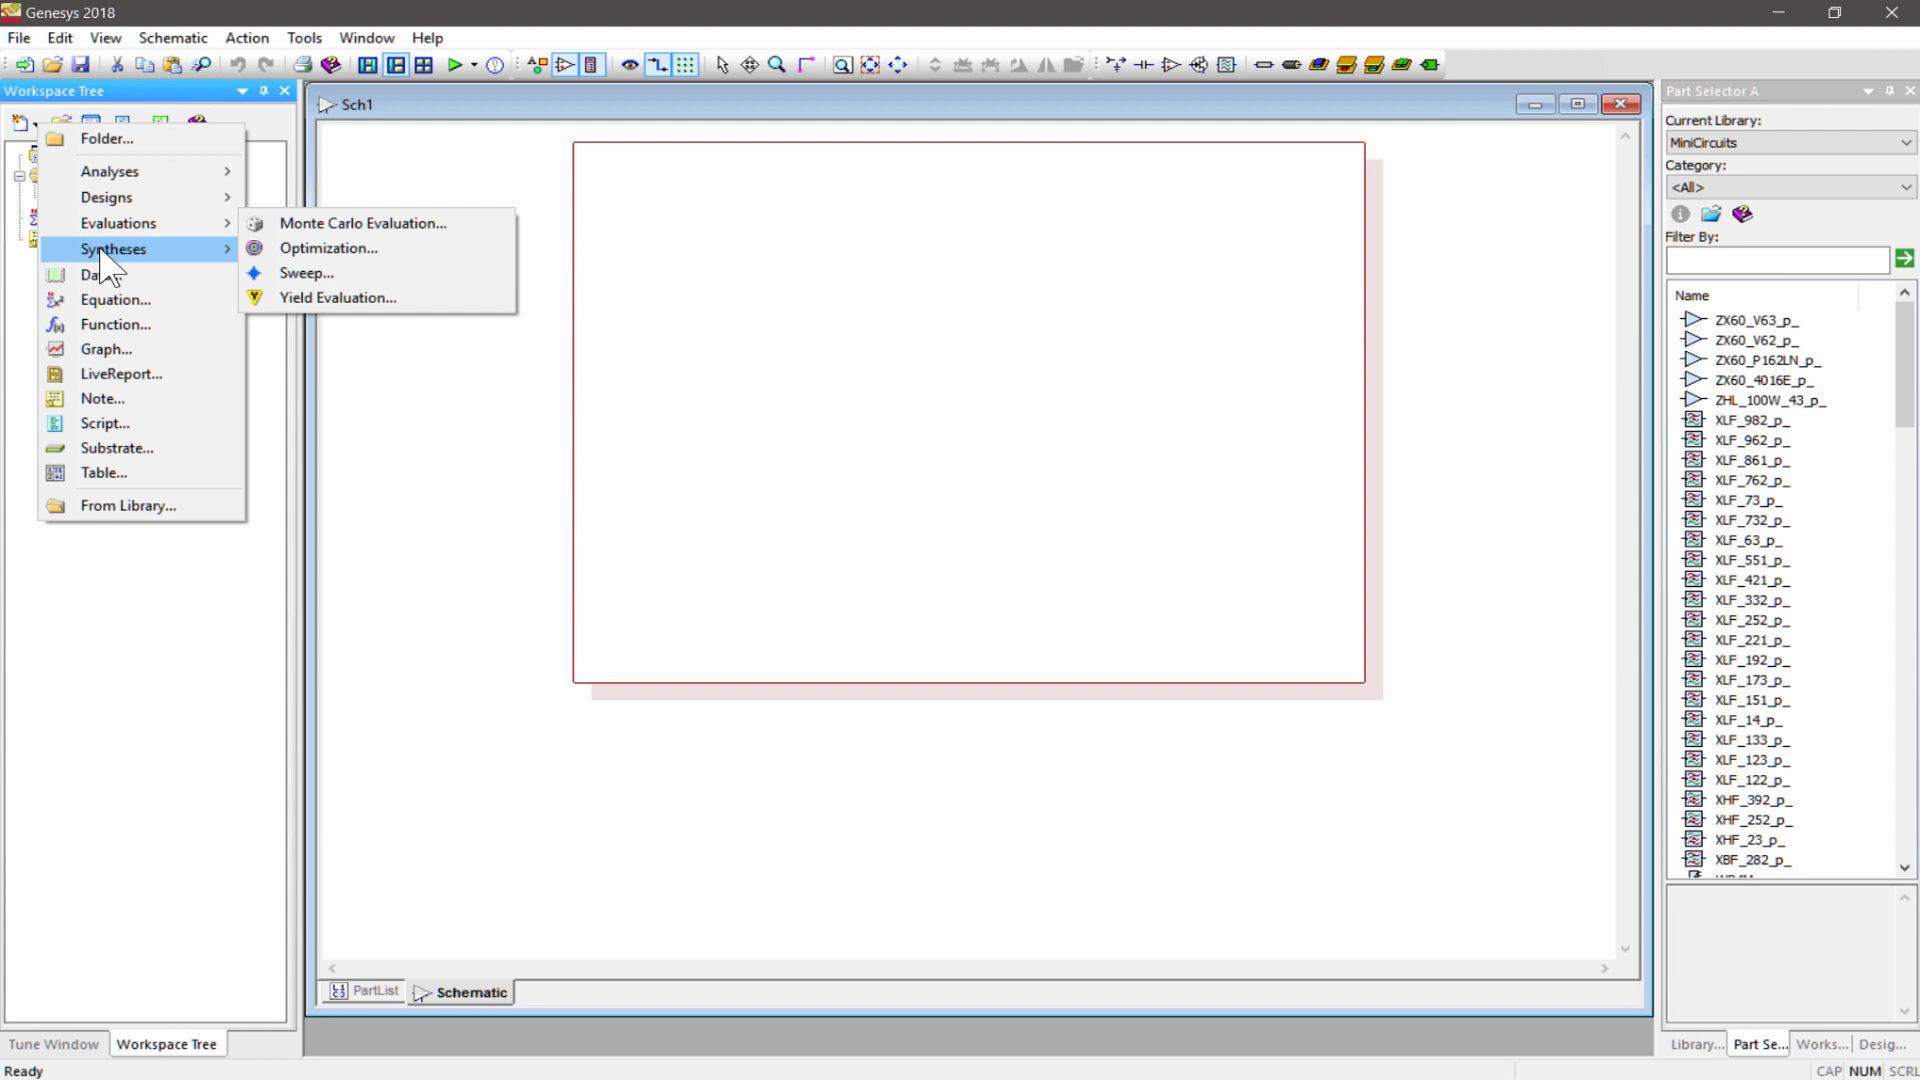 Genesys 2018
File Edit View Schematic Action Tools Window Help
Workspace Tree
Folder...
Analyses
Designs
Evaluations
Syntheses
Equation...
Function...
Graph...
LiveReport...
Note...
Script...
Substrate...
Table...
From Library...
Monte Carlo Evaluation...
Optimization...
Sweep...
Yield Evaluation...
Sch1
PartList Schematic
Tune Window Workspace Tree
Ready
Part Selector A
Current Library:
MiniCircuits
Category:
<All>
Filter By:
Name
ZX60_V63_p_
ZX60_V62_p_
ZX60_P162LN_p_
ZX60_4016E_p_
ZHL_100W_43_p_
XLF_982_p_
XLF_962_p_
XLF_861_p_
XLF_762_p_
XLF_73_p_
XLF_732_p_
XLF_63_p_
XLF_551_p_
XLF_421_p_
XLF_332_p_
XLF_252_p_
XLF_221_p_
XLF_192_p_
XLF_173_p_
XLF_151_p_
XLF_14_p_
XLF_133_p_
XLF_123_p_
XLF_122_p_
XHF_392_p_
XHF_252_p_
XHF_23_p_
XBF_282_p_
Library... Part Se... Works... Desig...
CAP NUM SCRL